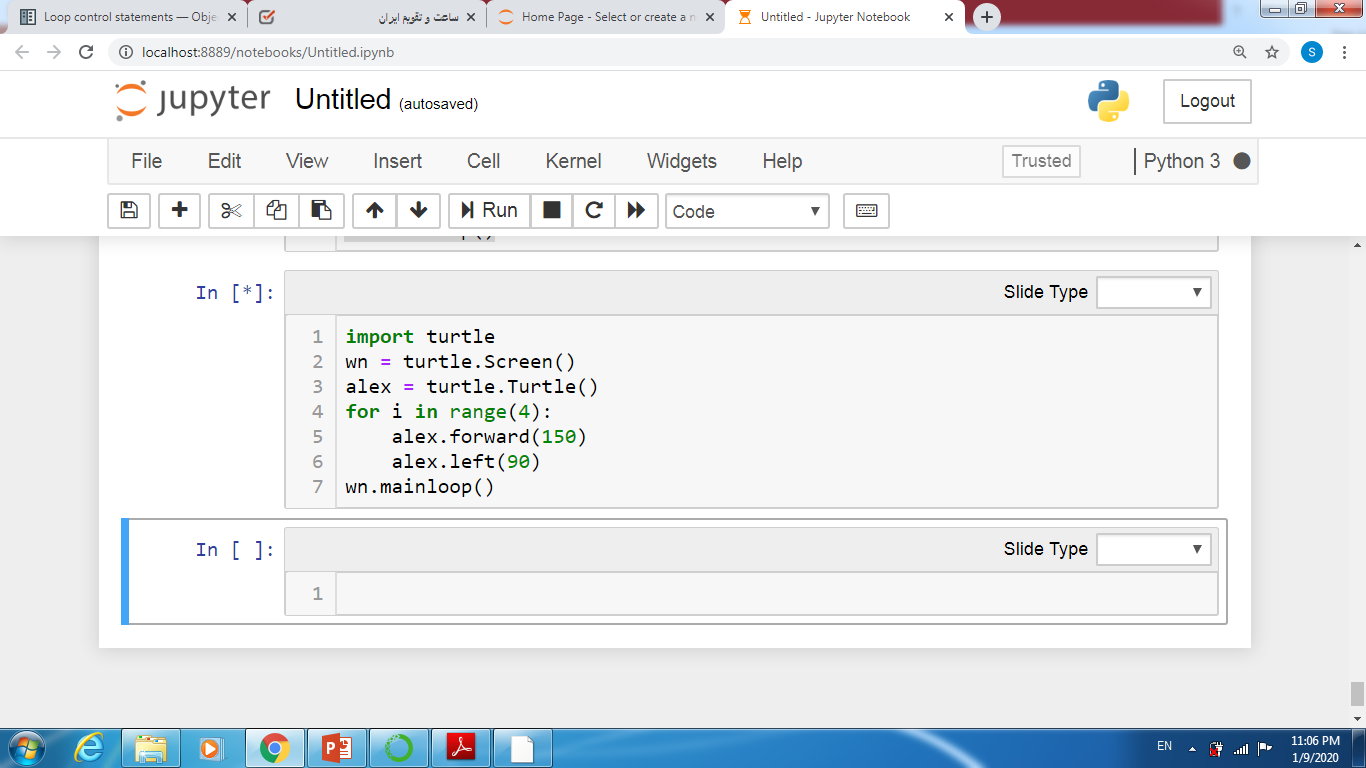 Loop control statements — Obje
ساعت و تقویم ایران
Home Page - Select or create a n
Untitled - Jupyter Notebook
localhost:8889/notebooks/Untitled.ipynb
S
jupyter Untitled (autosaved)
Logout
File Edit View Insert Cell Kernel Widgets Help
Trusted
Python 3
Run
Code
In [*]:
Slide Type
1 import turtle
2 wn = turtle.Screen()
3 alex = turtle.Turtle()
4 for i in range(4):
5 alex.forward(150)
6 alex.left(90)
7 wn.mainloop()
In [ ]:
Slide Type
1
EN
11:06 PM
1/9/2020